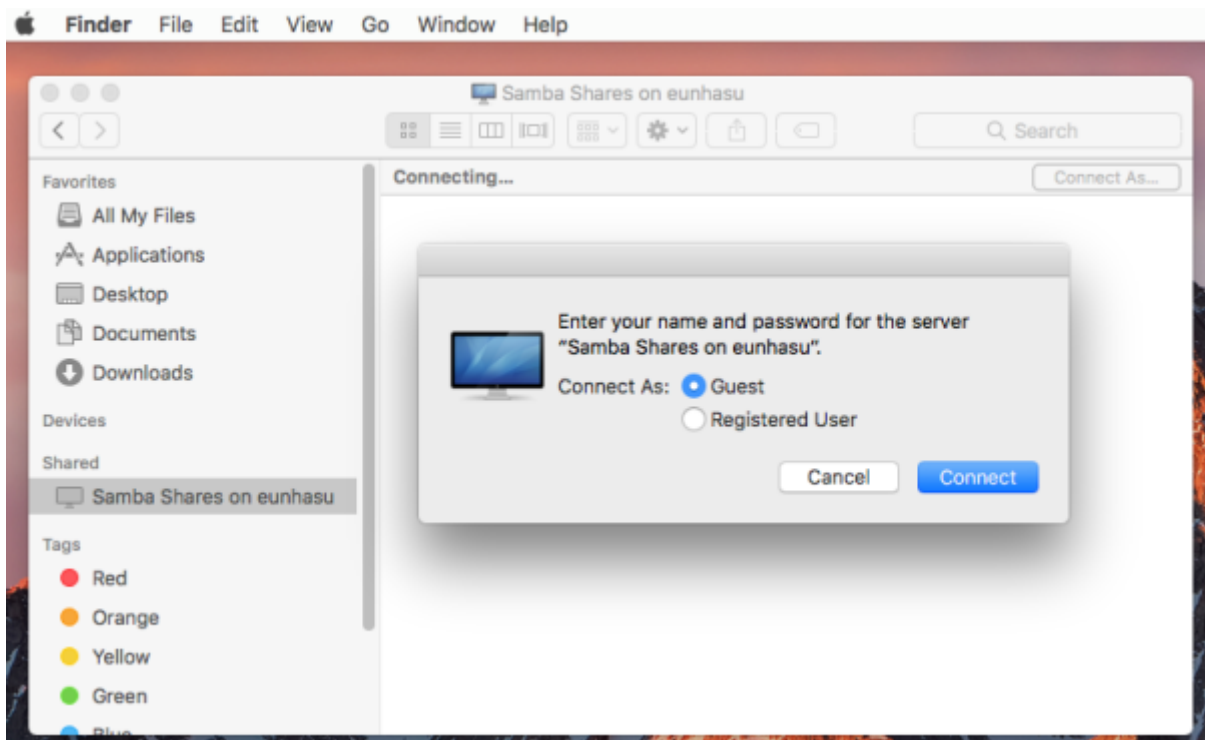 Finder File Edit View Go Window Help
Samba Shares on eunhasu
Search
Favorites
All My Files
Applications
Desktop
Documents
Downloads
Devices
Shared
Samba Shares on eunhasu
Tags
Red
Orange
Yellow
Green
Blue
Connecting...
Connect As...
Enter your name and password for the server
“Samba Shares on eunhasu”.
Connect As: Guest
Registered User
Cancel Connect